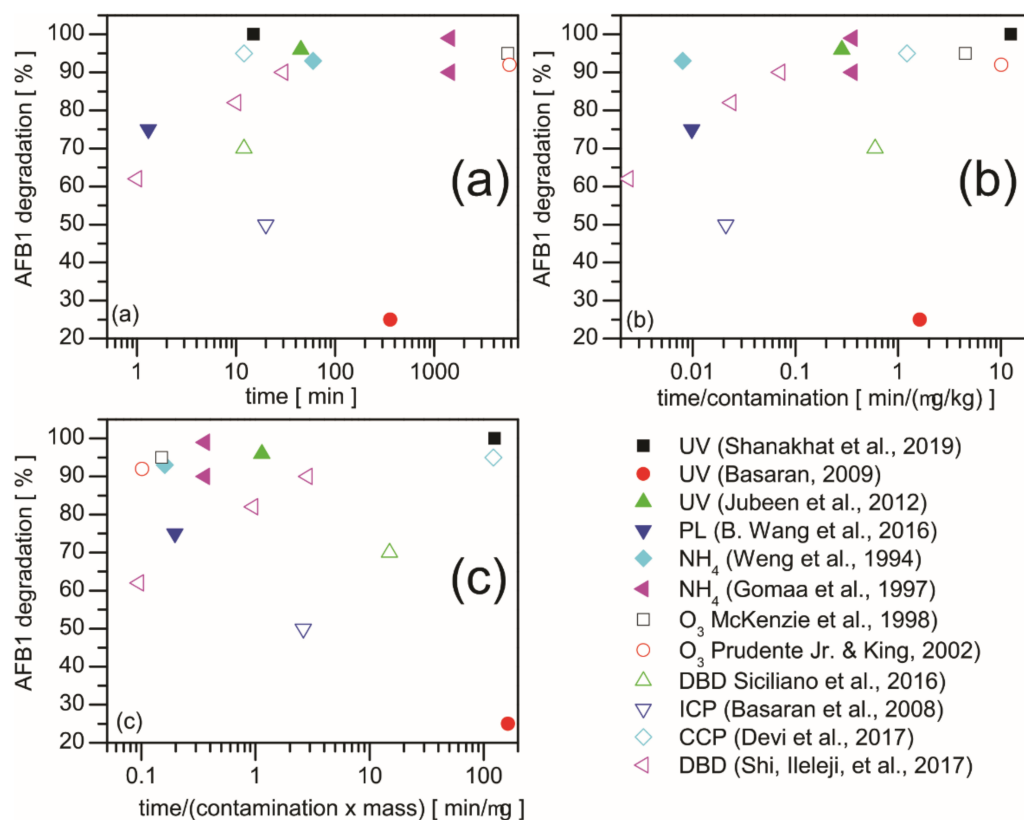 100
90
80
70
60
50
40
30
20
AFB1 degradation [ % ]
(a)
(a)
1
10
100
1000
time [ min ]
100
90
80
70
60
50
40
30
20
AFB1 degradation [ % ]
(b)
(b)
0.01
0.1
1
10
time/contamination [ min/(mg/kg) ]
100
90
80
70
60
50
40
30
20
AFB1 degradation [ % ]
(c)
(c)
0.1
1
10
100
time/(contamination x mass) [ min/mg ]
UV (Shanakhat et al., 2019)
UV (Basaran, 2009)
UV (Jubeen et al., 2012)
PL (B. Wang et al., 2016)
NH₄ (Weng et al., 1994)
NH₄ (Gomaa et al., 1997)
O₃ McKenzie et al., 1998)
O₃ Prudente Jr. & King, 2002)
DBD Siciliano et al., 2016)
ICP (Basaran et al., 2008)
CCP (Devi et al., 2017)
DBD (Shi, Ileleji, et al., 2017)